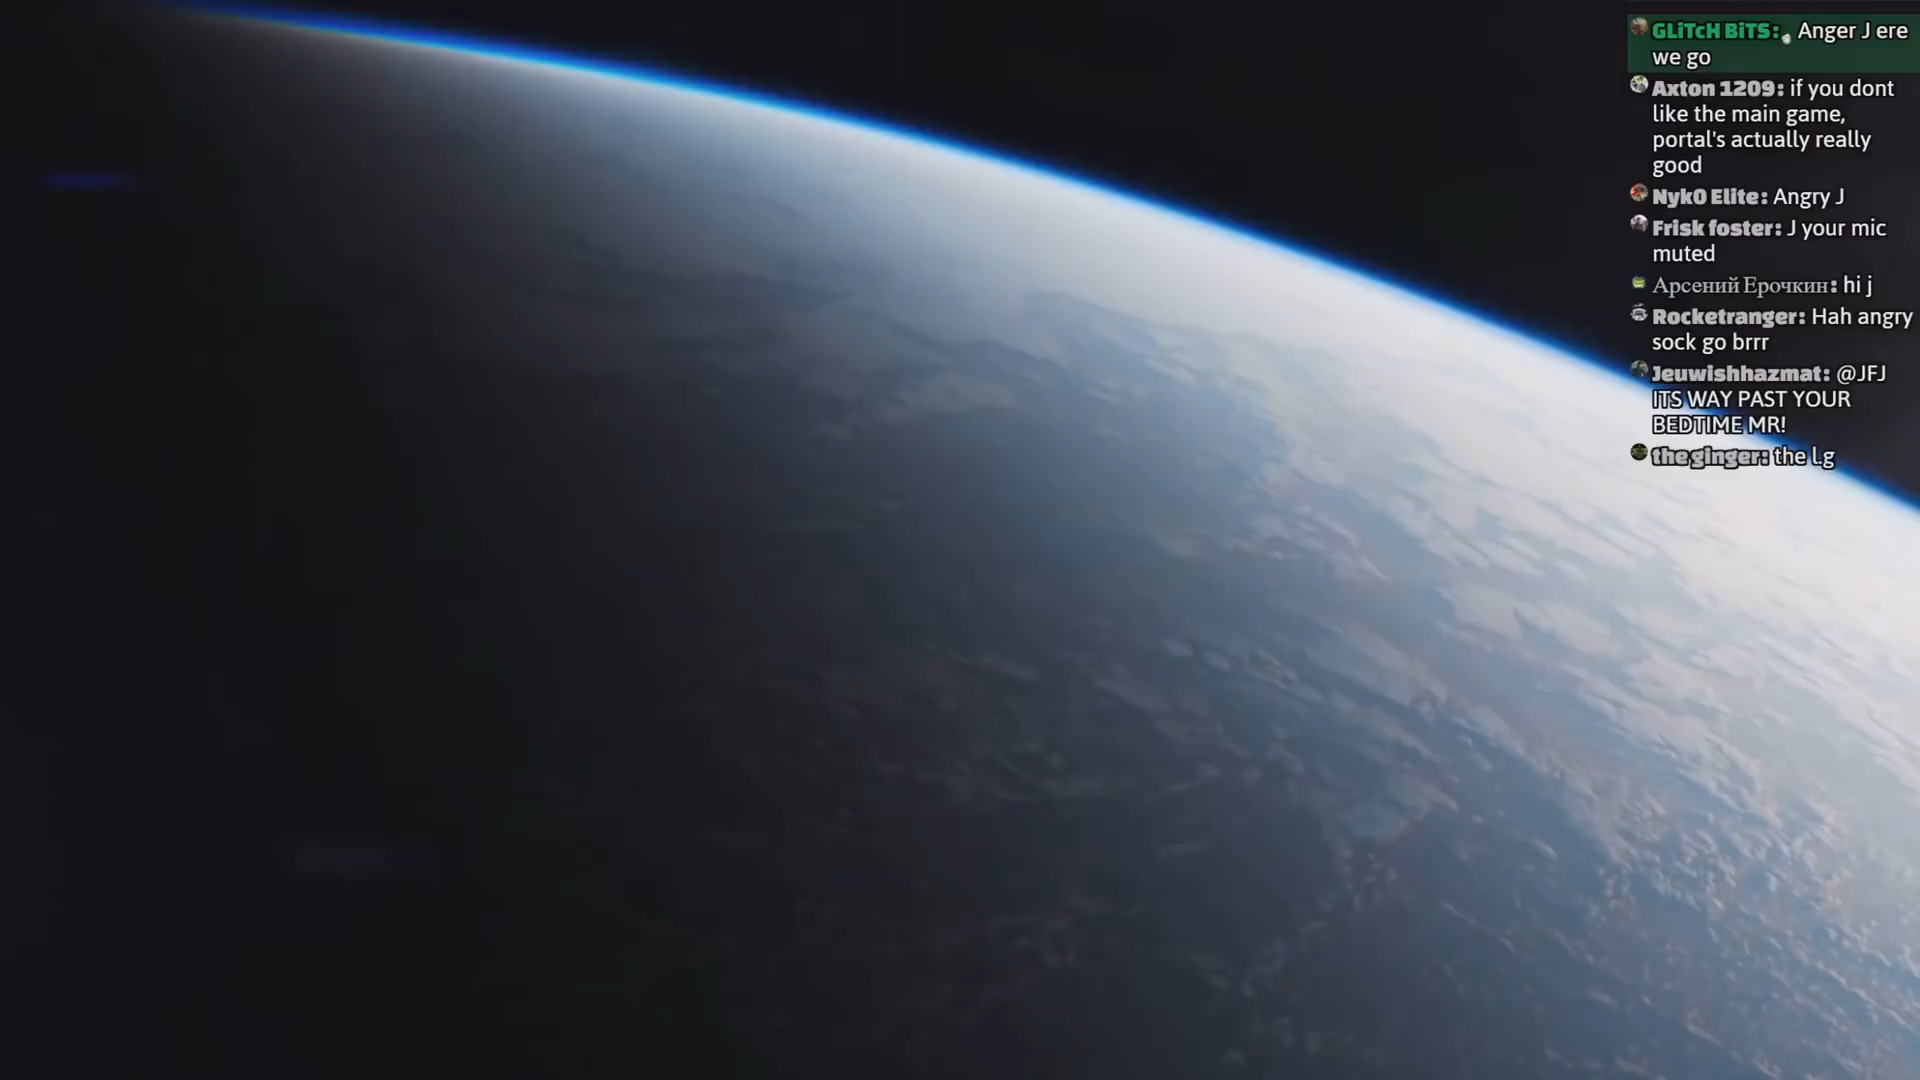 GLiTcH BiTS: Anger J ere
we go
Axton 1209: if you dont
like the main game,
portal's actually really
good
Nyk0 Elite: Angry J
Frisk foster: J your mic
muted
Арсений Ерочкин: hi j
Rocketranger: Hah angry
sock go brrr
Jeuwishhazmat: @JFJ
ITS WAY PAST YOUR
BEDTIME MR!
the ginger: the l.g